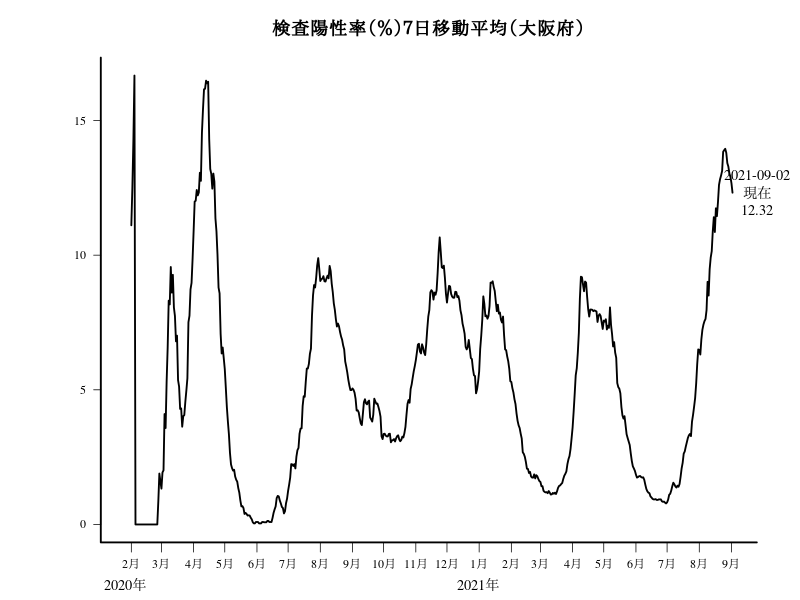 検査陽性率(%)7日移動平均(大阪府)
15
10
5
0
2021-09-02
現在
12.32
2月 3月 4月 5月 6月 7月 8月 9月 10月 11月 12月 1月 2月 3月 4月 5月 6月 7月 8月 9月
2020年 2021年